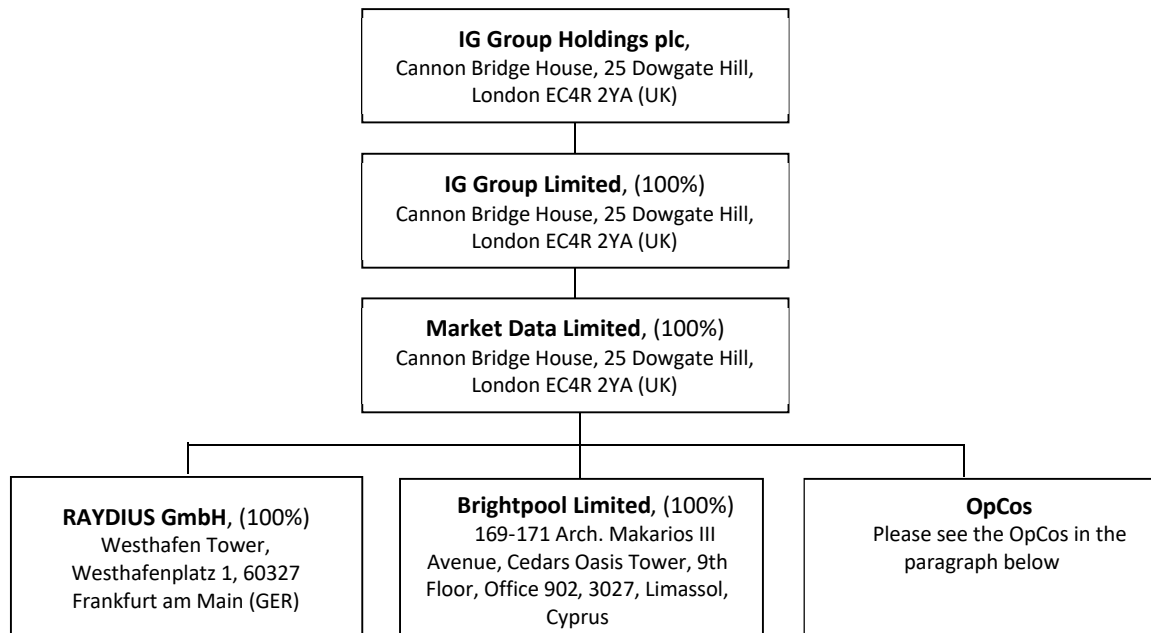 IG Group Holdings plc,
Cannon Bridge House, 25 Dowgate Hill,
London EC4R 2YA (UK)
IG Group Limited, (100%)
Cannon Bridge House, 25 Dowgate Hill,
London EC4R 2YA (UK)
Market Data Limited, (100%)
Cannon Bridge House, 25 Dowgate Hill,
London EC4R 2YA (UK)
RAYDIUS GmbH, (100%)
Westhafen Tower,
Westhafenplatz 1, 60327
Frankfurt am Main (GER)
Brightpool Limited, (100%)
169-171 Arch. Makarios III
Avenue, Cedars Oasis Tower, 9th
Floor, Office 902, 3027, Limassol,
Cyprus
OpCos
Please see the OpCos in the
paragraph below